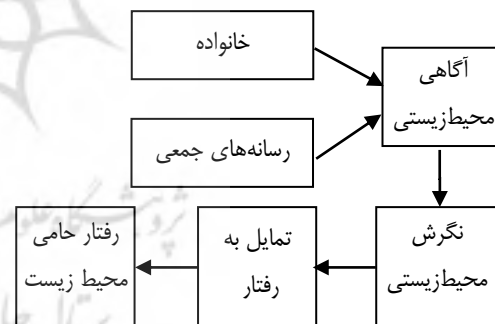 خانواده
رسانه‌های جمعی
آگاهی
محیط‌زیستی
نگرش
محیط‌زیستی
تمایل به
رفتار
رفتار حامی
محیط زیست